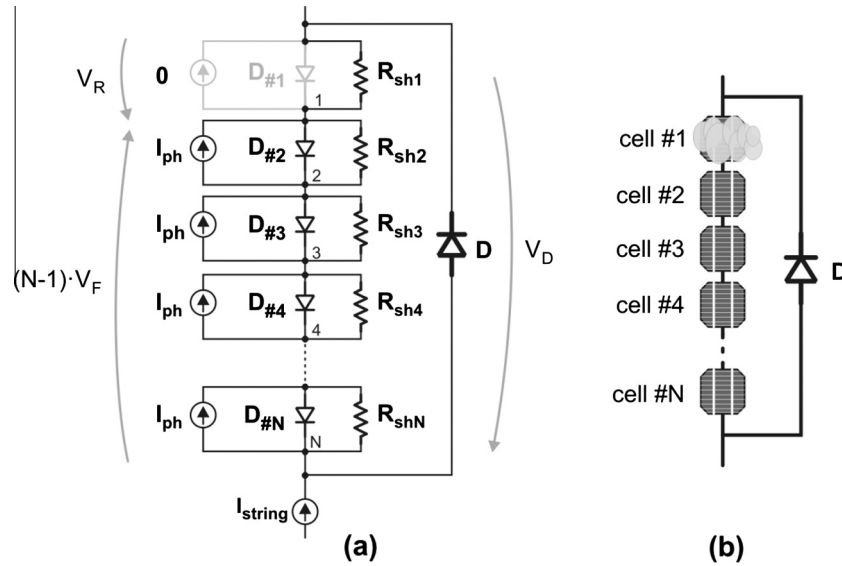 V_R
0
D_#1
R_sh1
1
I_ph
D_#2
R_sh2
2
I_ph
D_#3
R_sh3
3
(N-1)·V_F
I_ph
D_#4
R_sh4
4
I_ph
D_#N
R_shN
N
D
V_D
I_string
(a)
cell #1
cell #2
cell #3
cell #4
cell #N
D
(b)